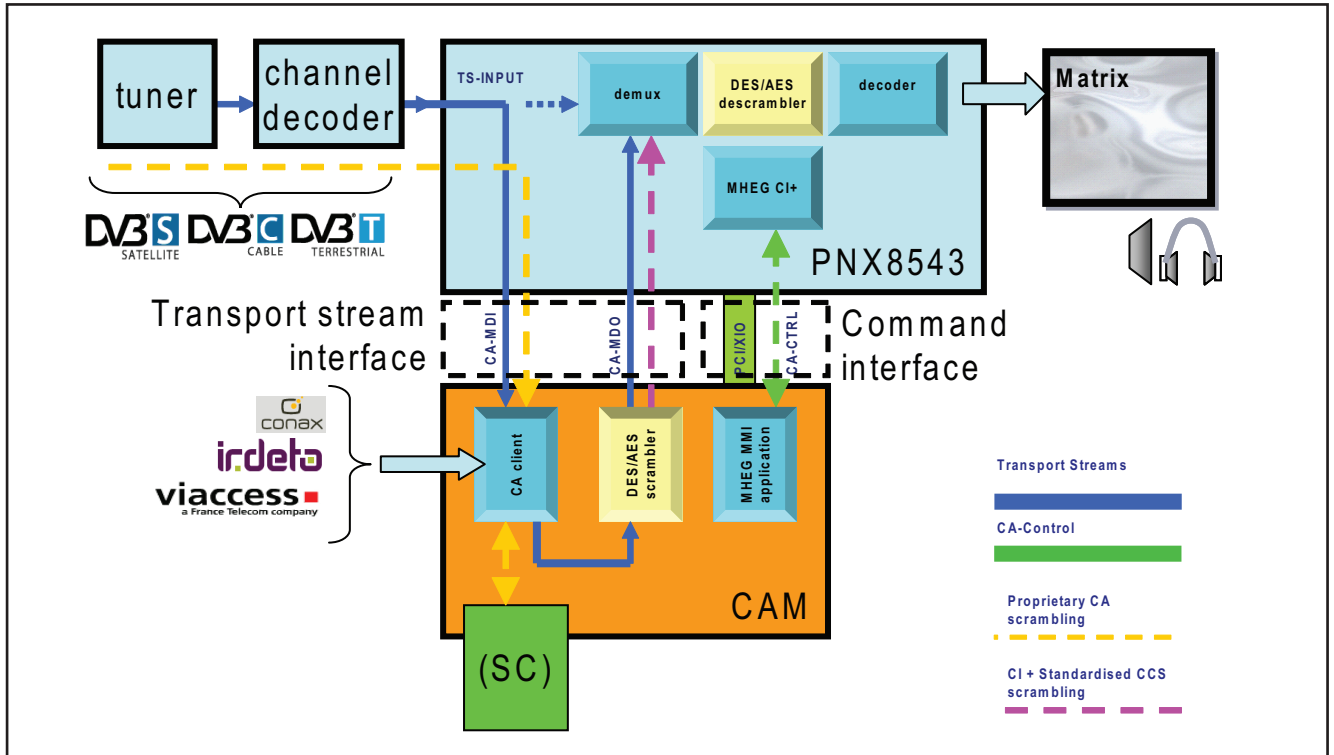 tuner
channel
decoder
TS-INPUT
demux
DES/AES
descrambler
decoder
Matrix
MHEG CI+
PNX8543
DVB S
SATELLITE
DVB C
CABLE
DVB T
TERRESTRIAL
Transport stream
interface
CA-MDI
CA-MDO
PCI/XIO
CA-CTRL
Command
interface
conax
irdeto
viaccess
a France Telecom company
CA client
DES/AES
scrambler
MHEG MMI
application
CAM
(SC)
Transport Streams
CA-Control
Proprietary CA
scrambling
CI + Standardised CCS
scrambling